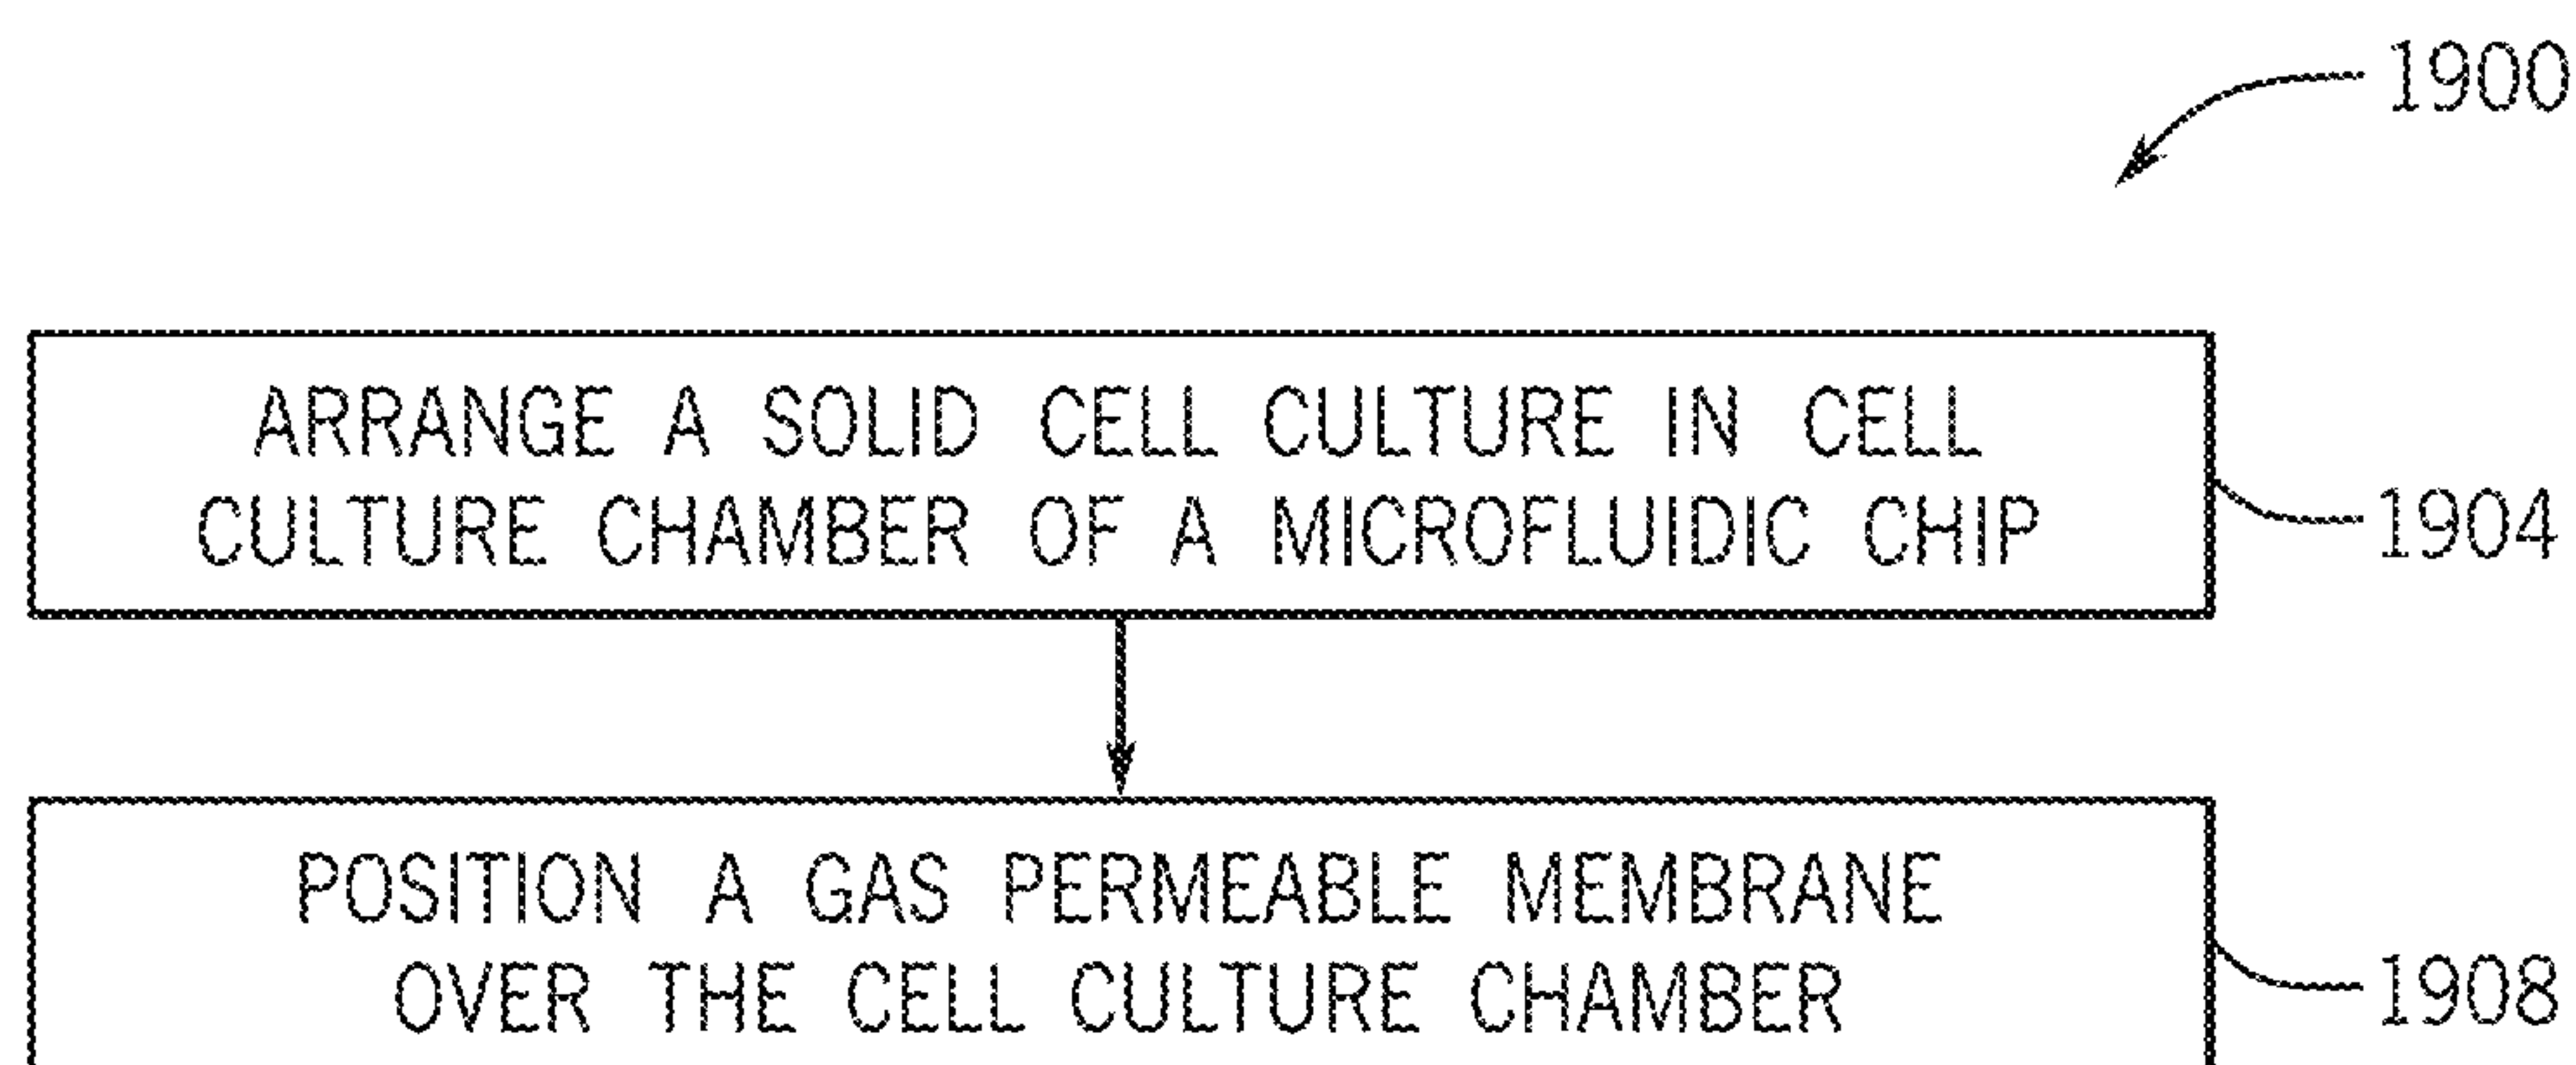 1900
ARRANGE A SOLID CELL CULTURE IN CELL
CULTURE CHAMBER OF A MICROFLUIDIC CHIP
1904
POSITION A GAS PERMEABLE MEMBRANE
OVER THE CELL CULTURE CHAMBER
1908